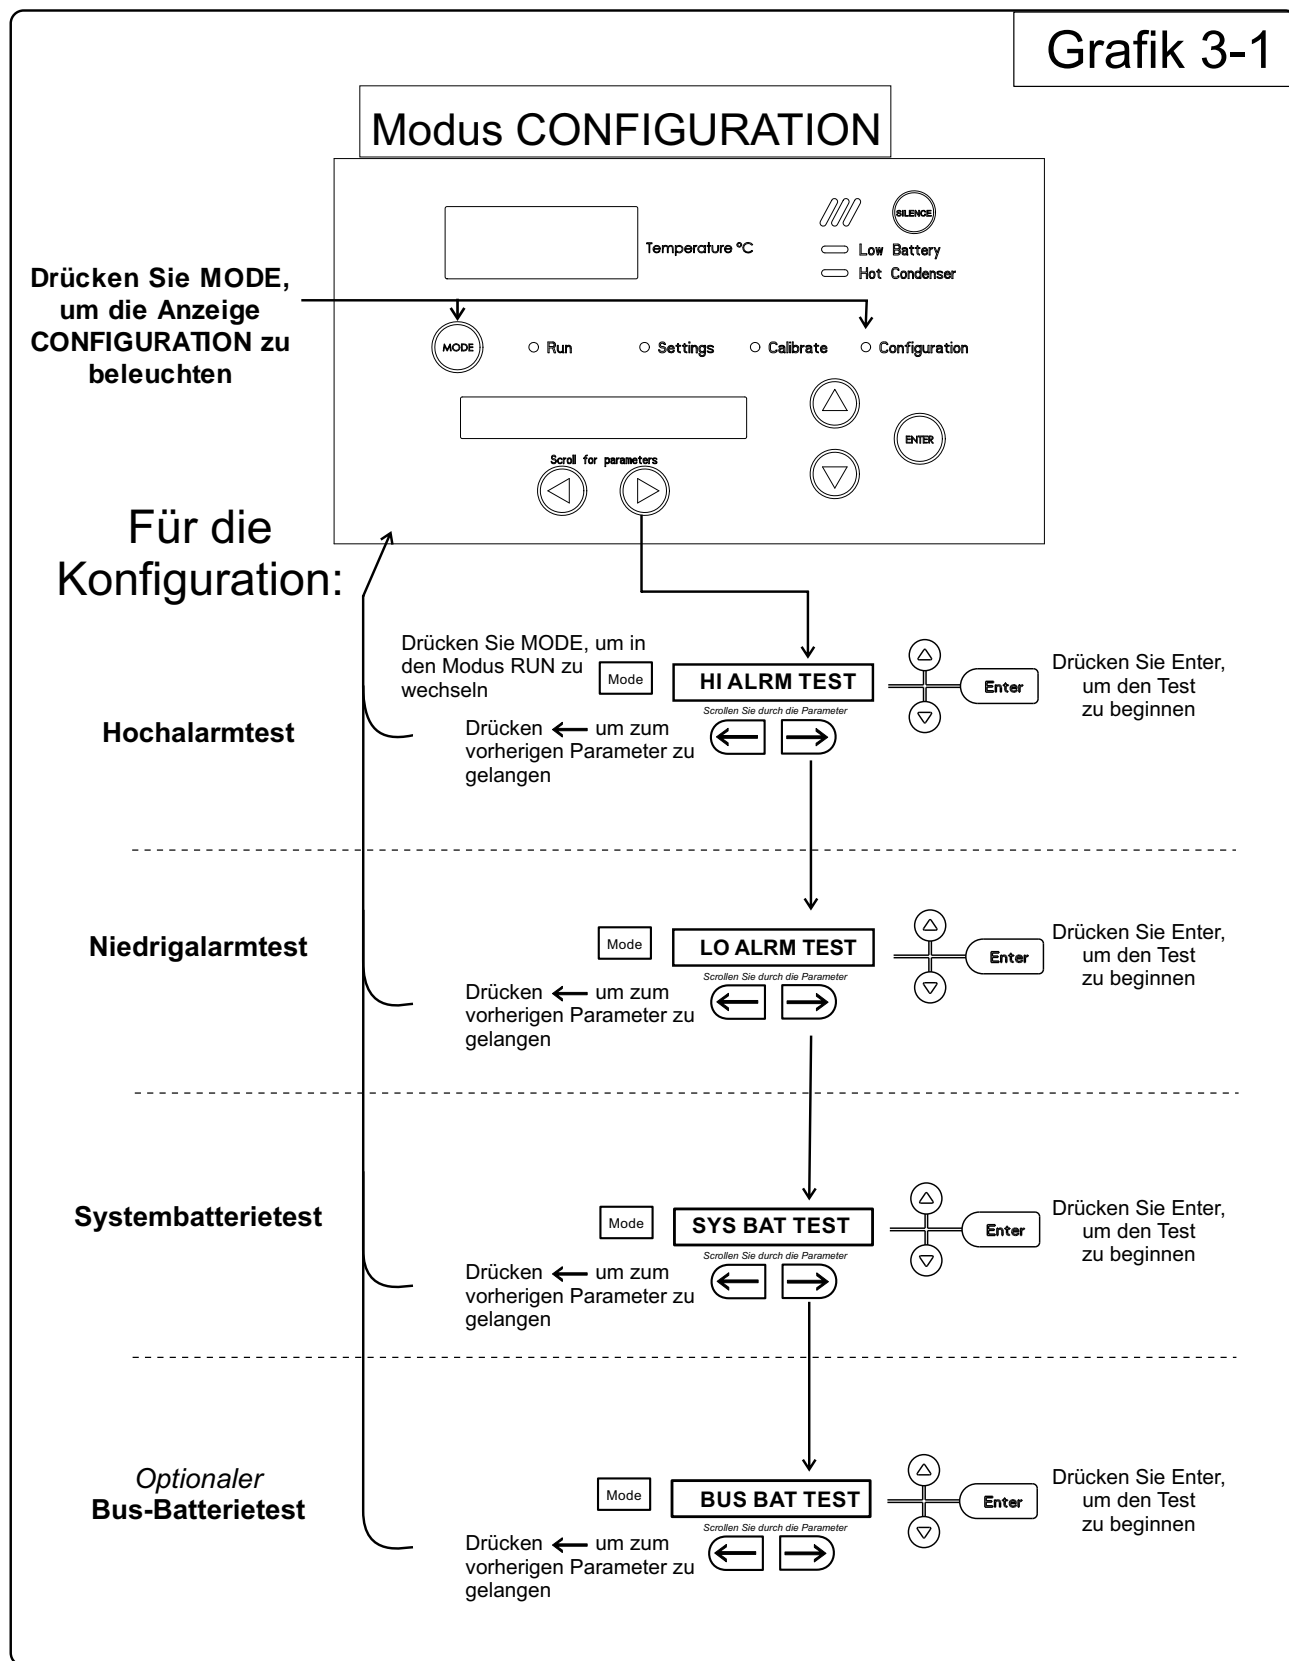 Grafik 3-1
Modus CONFIGURATION
SILENCE
Temperature °C
Low Battery
Hot Condenser
Drücken Sie MODE,
um die Anzeige
CONFIGURATION zu
beleuchten
MODE
Run
Settings
Calibrate
Configuration
ENTER
Scroll for parameters
Für die
Konfiguration:
Hochalarmtest
Drücken Sie MODE, um in
den Modus RUN zu
wechseln
Mode
HI ALRM TEST
Scrollen Sie durch die Parameter
Enter
Drücken Sie Enter,
um den Test
zu beginnen
Drücken ← um zum
vorherigen Parameter zu
gelangen
Niedrigalarmtest
Mode
LO ALRM TEST
Scrollen Sie durch die Parameter
Enter
Drücken Sie Enter,
um den Test
zu beginnen
Drücken ← um zum
vorherigen Parameter zu
gelangen
Systembatterietest
Mode
SYS BAT TEST
Scrollen Sie durch die Parameter
Enter
Drücken Sie Enter,
um den Test
zu beginnen
Drücken ← um zum
vorherigen Parameter zu
gelangen
Optionaler
Bus-Batterietest
Mode
BUS BAT TEST
Scrollen Sie durch die Parameter
Enter
Drücken Sie Enter,
um den Test
zu beginnen
Drücken ← um zum
vorherigen Parameter zu
gelangen